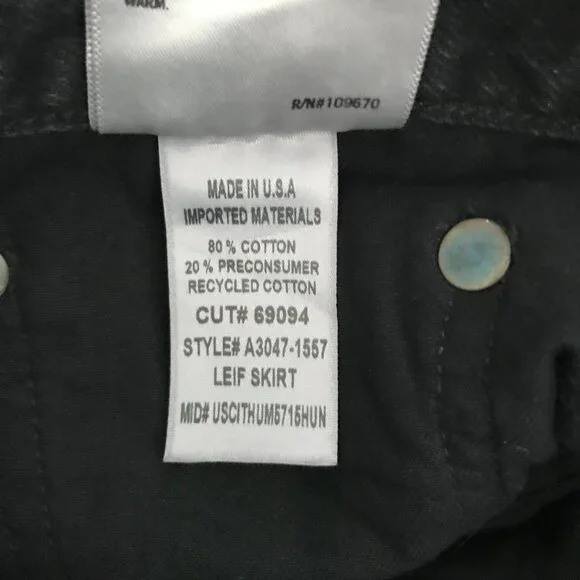 WARM.
R/N#109670
MADE IN U.S.A
IMPORTED MATERIALS
80 % COTTON
20 % PRECONSUMER
RECYCLED COTTON
CUT# 69094
STYLE# A3047-1557
LEIF SKIRT
MID# USCITHUM5715HUN